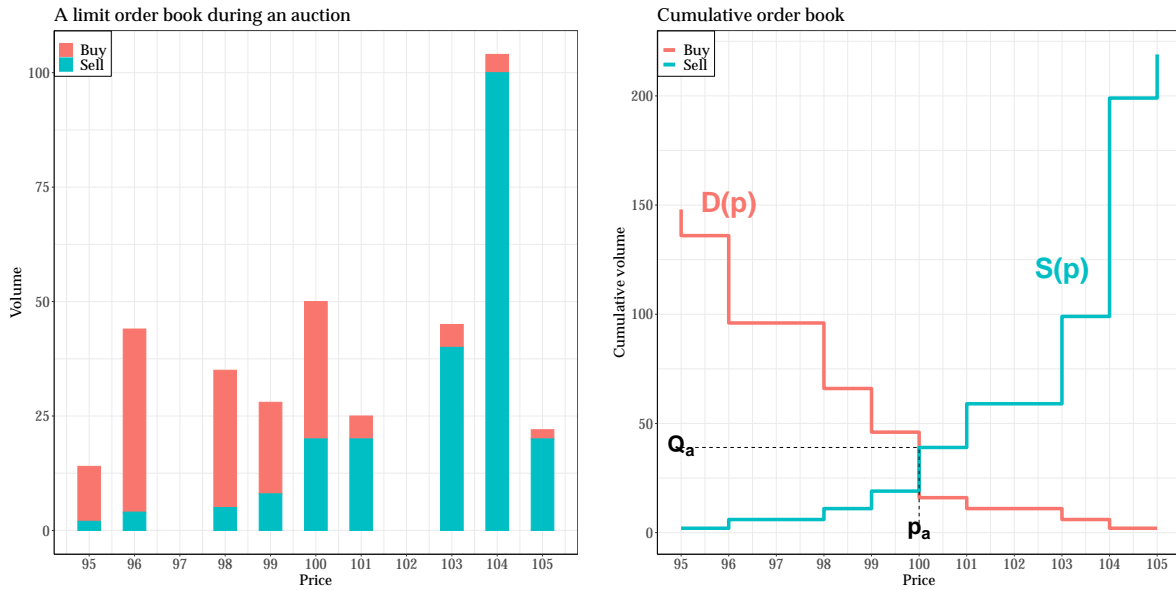 A limit order book during an auction
Buy
Sell
100
75
50
25
0
Volume
95 96 97 98 99 100 101 102 103 104 105
Price
Cumulative order book
Buy
Sell
200
150
100
50
0
Cumulative volume
D(p)
S(p)
Qa
pa
95 96 97 98 99 100 101 102 103 104 105
Price